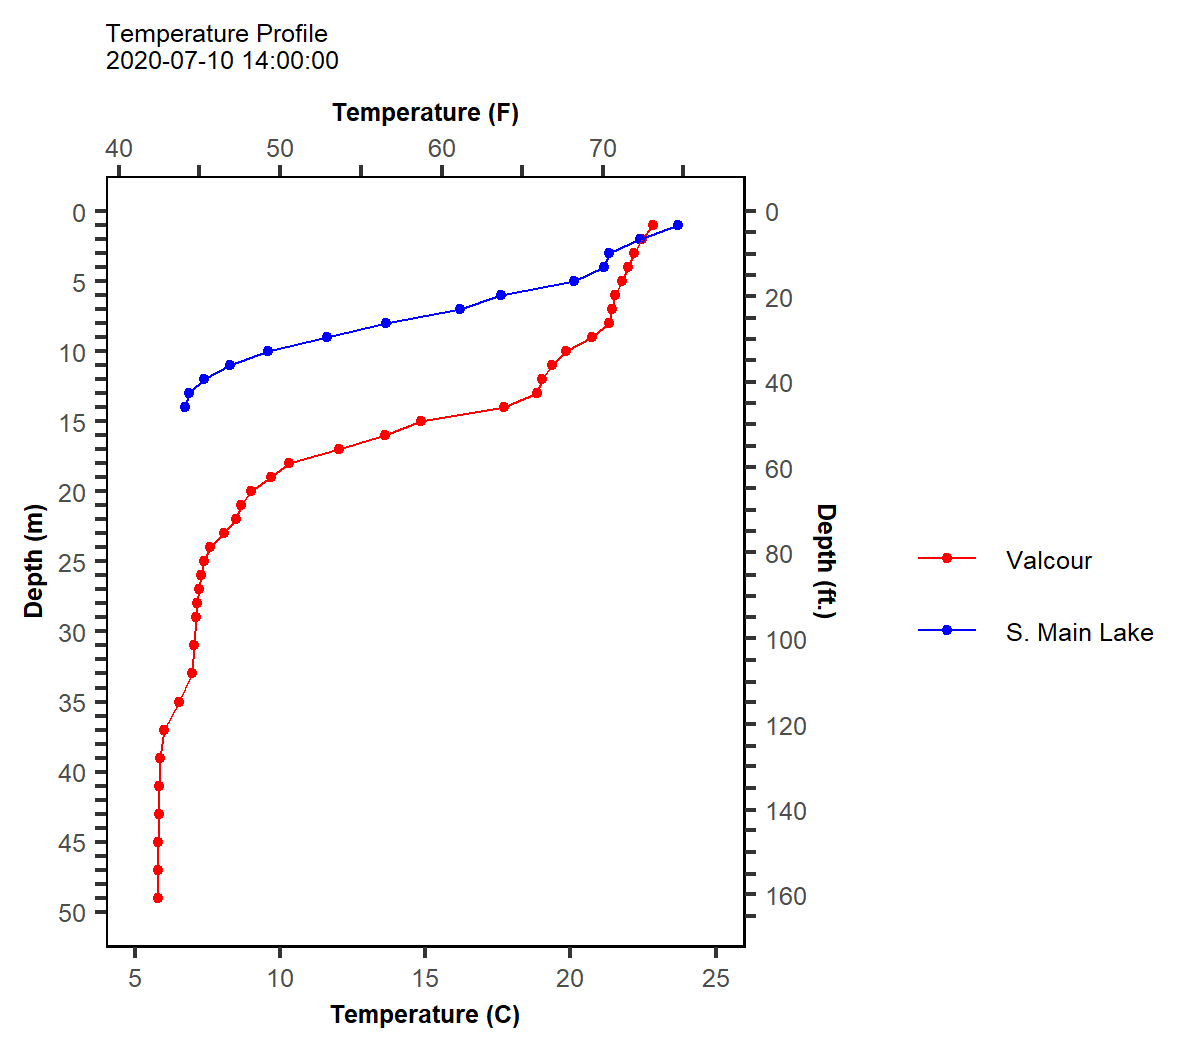 Temperature Profile
2020-07-10 14:00:00
Temperature (F)
40 50 60 70
0
5
10
15
20
25
30
35
40
45
50
Depth (m)
0
20
40
60
80
100
120
140
160
Depth (ft.)
Valcour
S. Main Lake
5 10 15 20 25
Temperature (C)